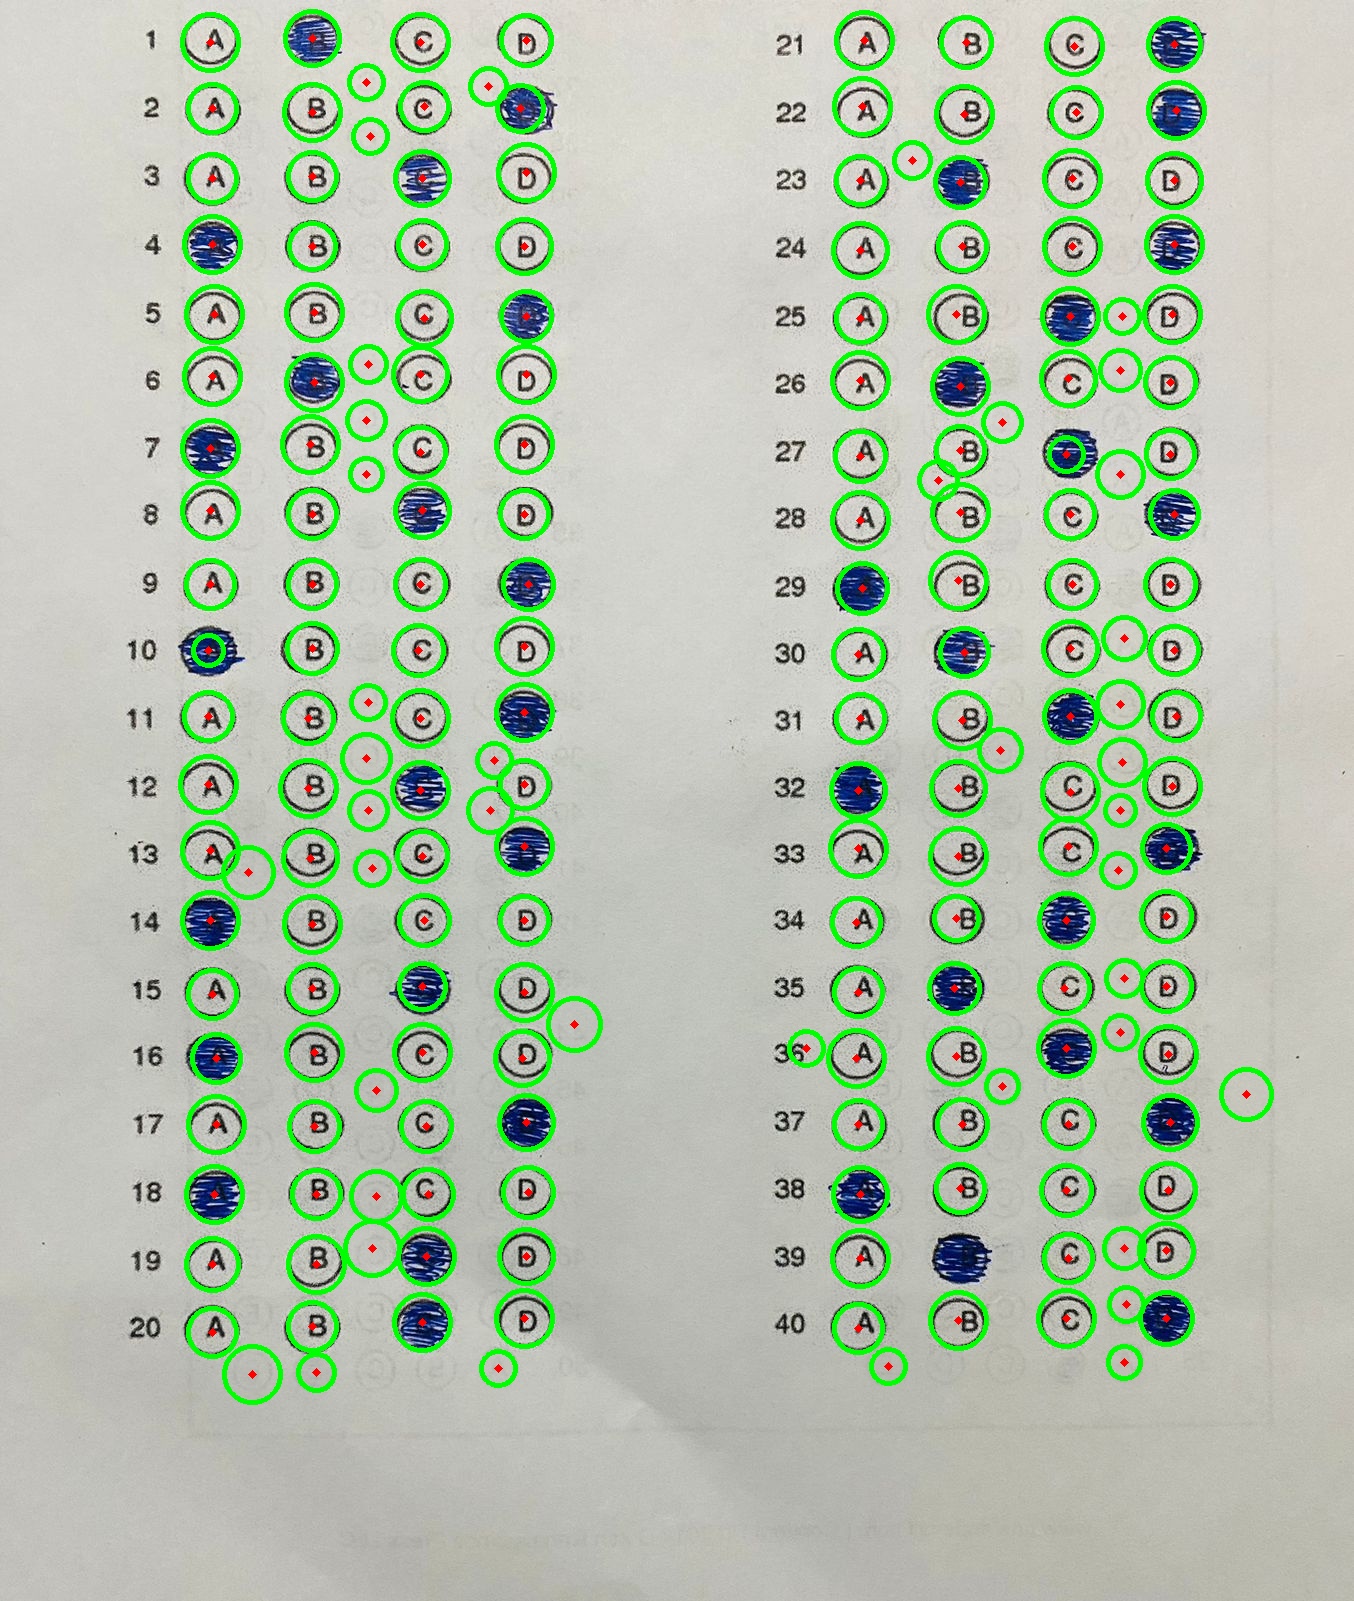 1 A C D
2 A B C
3 A B D
4 B C D
5 A B C
6 A C D
7 B C D
8 A B D
9 A B C
10 B C D
11 A B C
12 A B D
13 A B C
14 B C D
15 A B D
16 B C D
17 A B C
18 B C D
19 A B D
20 A B D
21 A B C
22 A B C
23 A C D
24 A B C
25 A B D
26 A C D
27 A B D
28 A B C
29 B C D
30 A C D
31 A B D
32 B C D
33 A B C
34 A B D
35 A C D
36 A B D
37 A B C
38 B C D
39 A C D
40 A B C